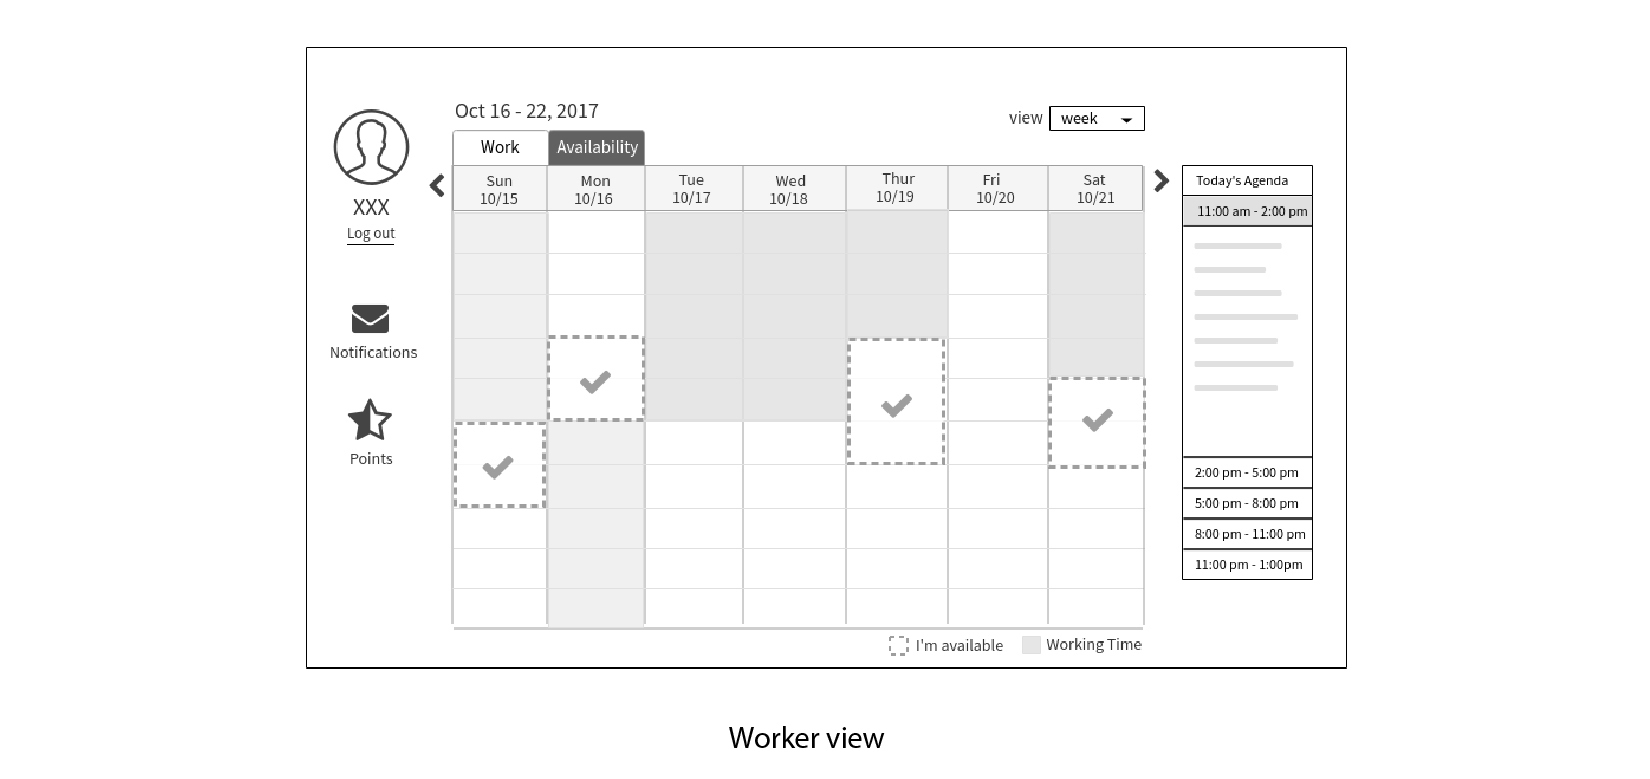 Oct 16 - 22, 2017
view week
Work Availability
XXX
Log out
Notifications
Points
Sun Mon Tue Wed Thur Fri Sat
10/15 10/16 10/17 10/18 10/19 10/20 10/21
Today's Agenda
11:00 am - 2:00 pm
2:00 pm - 5:00 pm
5:00 pm - 8:00 pm
8:00 pm - 11:00 pm
11:00 pm - 1:00pm
I'm available Working Time
Worker view